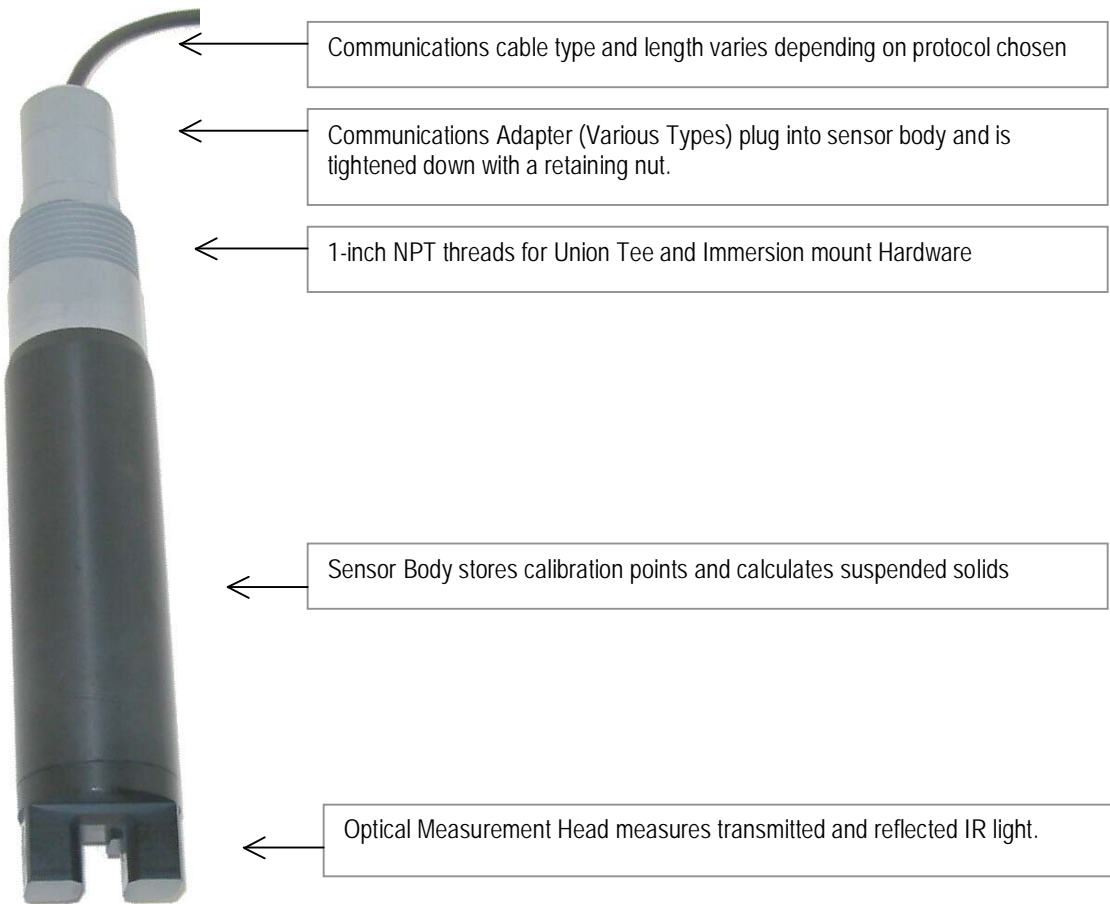 Communications cable type and length varies depending on protocol chosen
Communications Adapter (Various Types) plug into sensor body and is
tightened down with a retaining nut.
1-inch NPT threads for Union Tee and Immersion mount Hardware
Sensor Body stores calibration points and calculates suspended solids
Optical Measurement Head measures transmitted and reflected IR light.